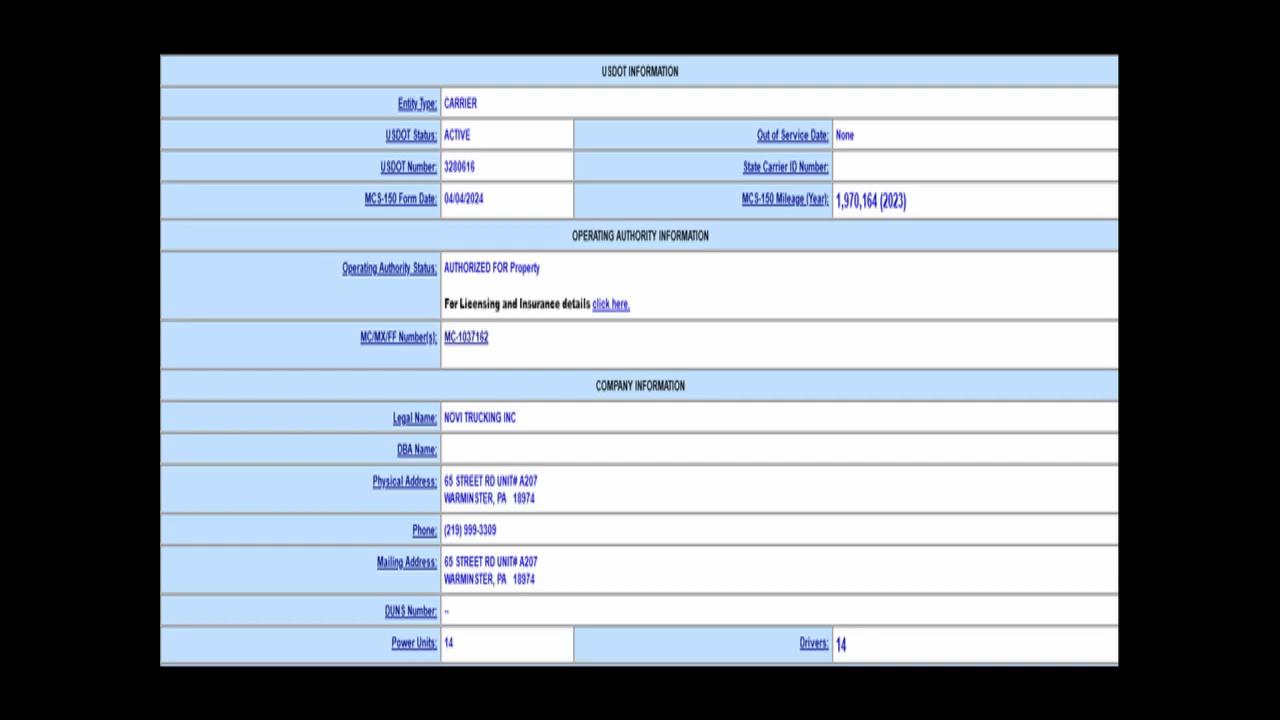 USDOT INFORMATION
Entity Type: CARRIER
USDOT Status: ACTIVE Out of Service Date: None
USDOT Number: 3280616 State Carrier ID Number:
MCS-150 Form Date: 04/04/2024 MCS-150 Mileage (Year): 1,970,164 (2023)
OPERATING AUTHORITY INFORMATION
Operating Authority Status: AUTHORIZED FOR Property
For Licensing and Insurance details click here.
MC/MX/FF Number(s): MC-1037162
COMPANY INFORMATION
Legal Name: NOVI TRUCKING INC
DBA Name:
Physical Address: 65 STREET RD UNIT# A207
WARMINSTER, PA 18974
Phone: (219) 999-3309
Mailing Address: 65 STREET RD UNIT# A207
WARMINSTER, PA 18974
DUNS Number: --
Power Units: 14 Drivers: 14